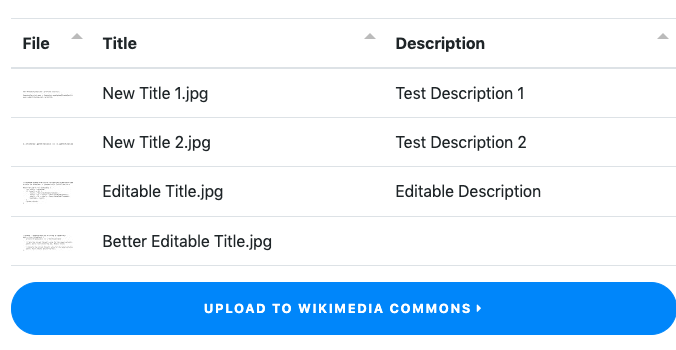 File Title Description
New Title 1.jpg Test Description 1
New Title 2.jpg Test Description 2
Editable Title.jpg Editable Description
Better Editable Title.jpg
UPLOAD TO WIKIMEDIA COMMONS